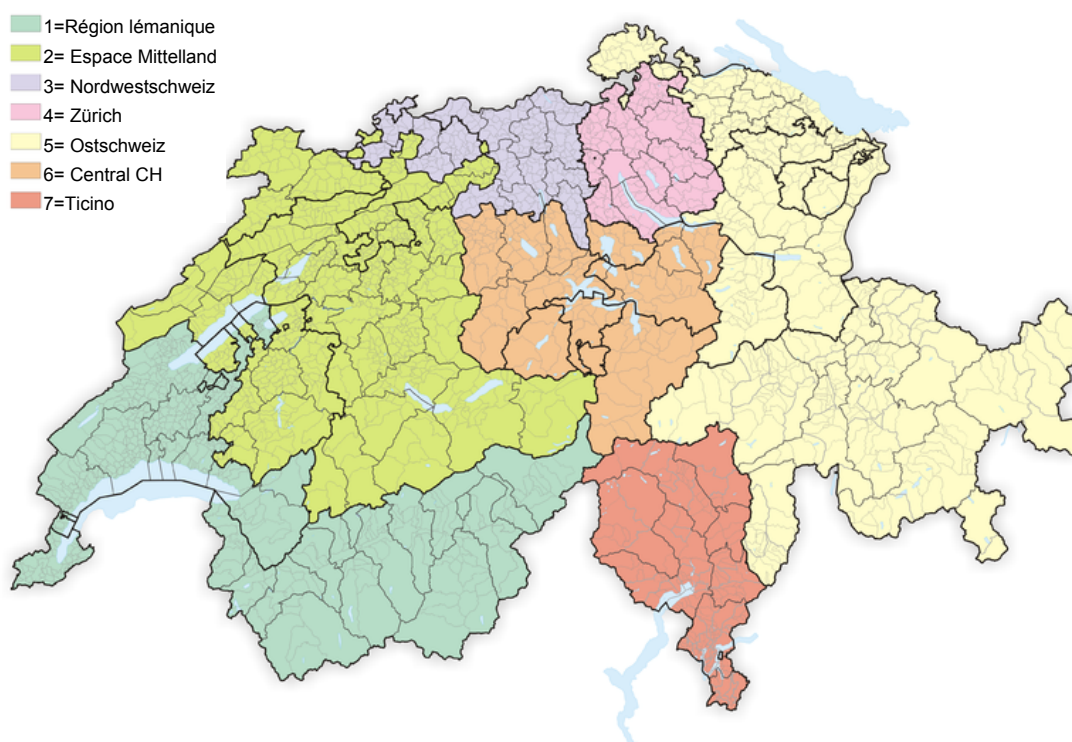 1=Région lémanique
2= Espace Mittelland
3= Nordwestschweiz
4= Zürich
5= Ostschweiz
6= Central CH
7=Ticino